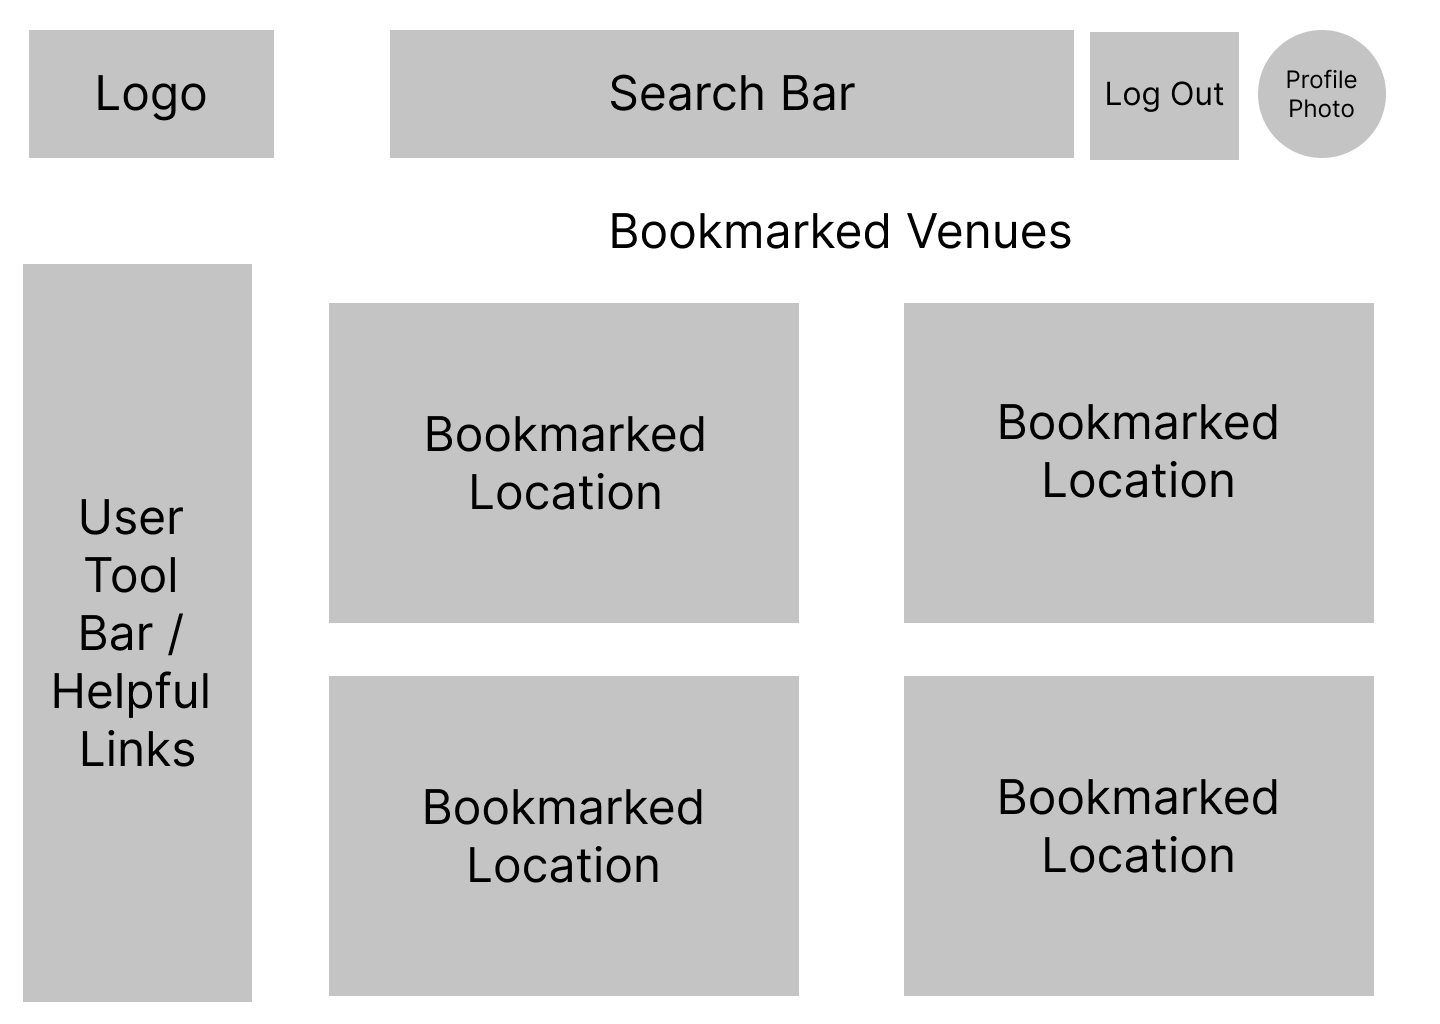 Logo
Search Bar
Log Out
Profile
Photo
Bookmarked Venues
User
Tool
Bar /
Helpful
Links
Bookmarked
Location
Bookmarked
Location
Bookmarked
Location
Bookmarked
Location